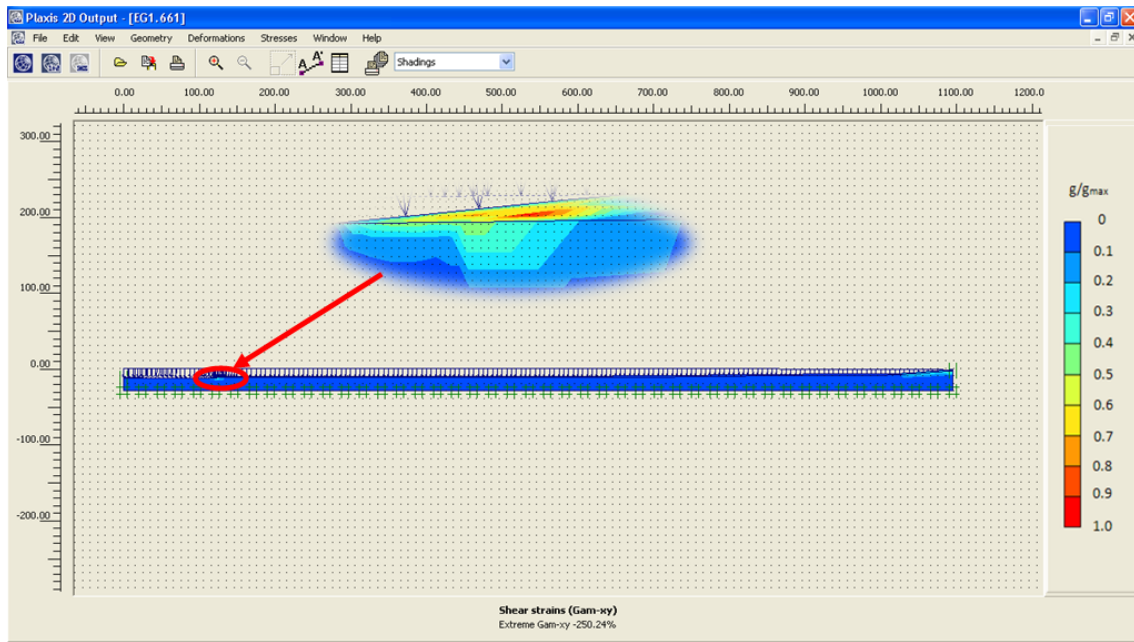 Plaxis 2D Output - [EG1.661]
File Edit View Geometry Deformations Stresses Window Help
Shadings
0.00 100.00 200.00 300.00 400.00 500.00 600.00 700.00 800.00 900.00 1000.00 1100.00 1200.0
300.00
200.00
100.00
0.00
-100.00
-200.00
g/gmax
0
0.1
0.2
0.3
0.4
0.5
0.6
0.7
0.8
0.9
1.0
Shear strains (Gam-xy)
Extreme Gam-xy -250.24%